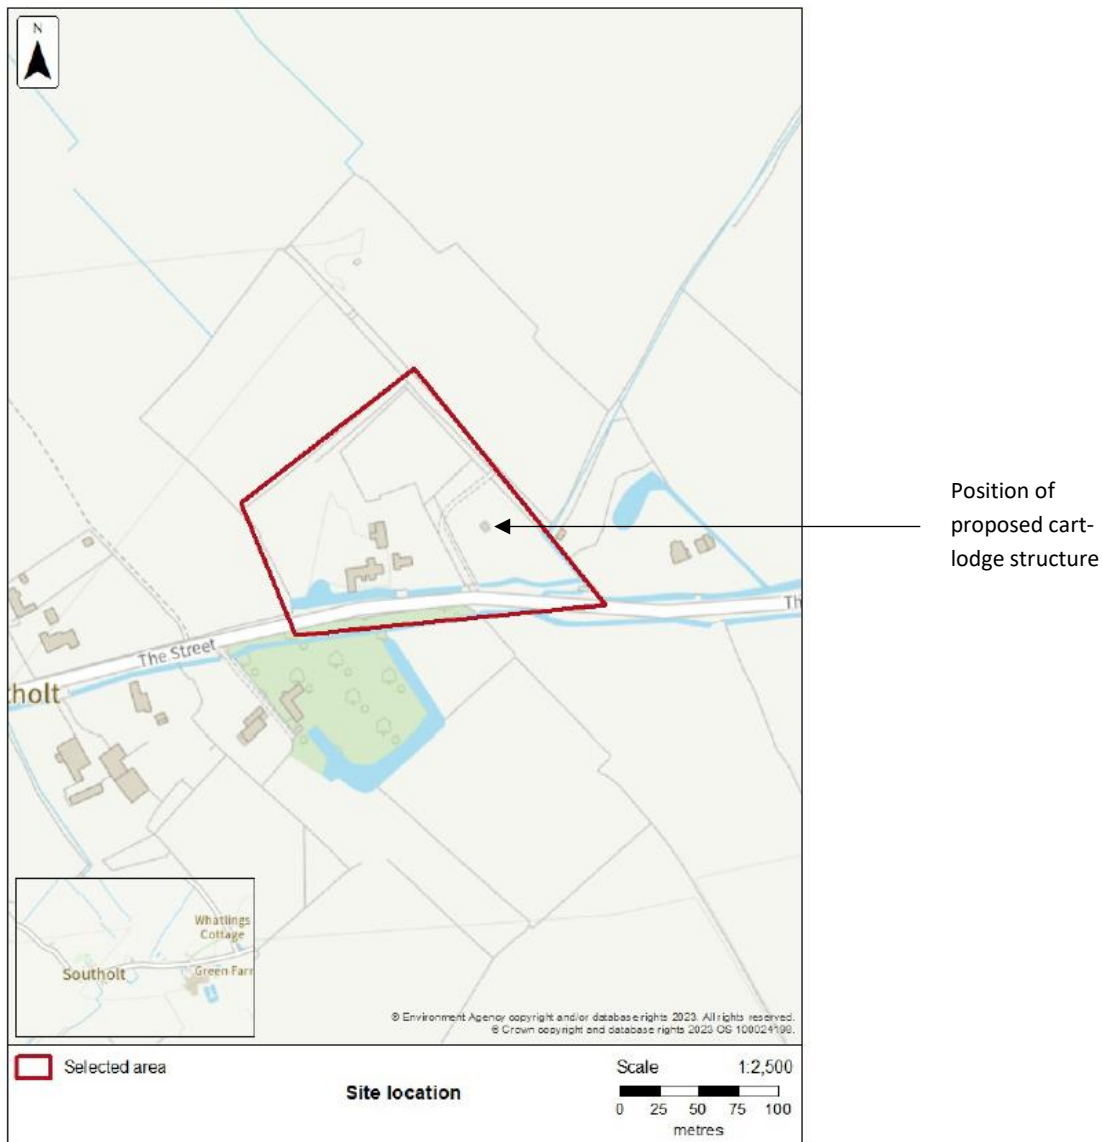 N
Position of
proposed cart-
lodge structure
The Street
Th
tholt
Whatlings
Cottage
Southolt
Green Farr
© Environment Agency copyright and/or database rights 2023. All rights reserved.
© Crown copyright and database rights 2023 OS 100024198.
Selected area
Site location
Scale 1:2,500
0 25 50 75 100
metres